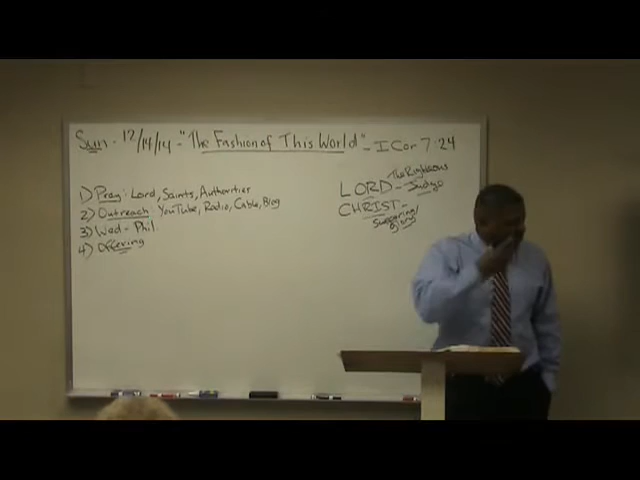 Sun - 12/14/14 - "The Fashion of This World" - I Cor 7:24
1) Pray: Lord, Saints, Authorities
2) Outreach: YouTube, Radio, Cable, Blog
3) Wed - Phil.
4) Offering
The Righteous
LORD - Judge
CHRIST -
Suffering/
Glory